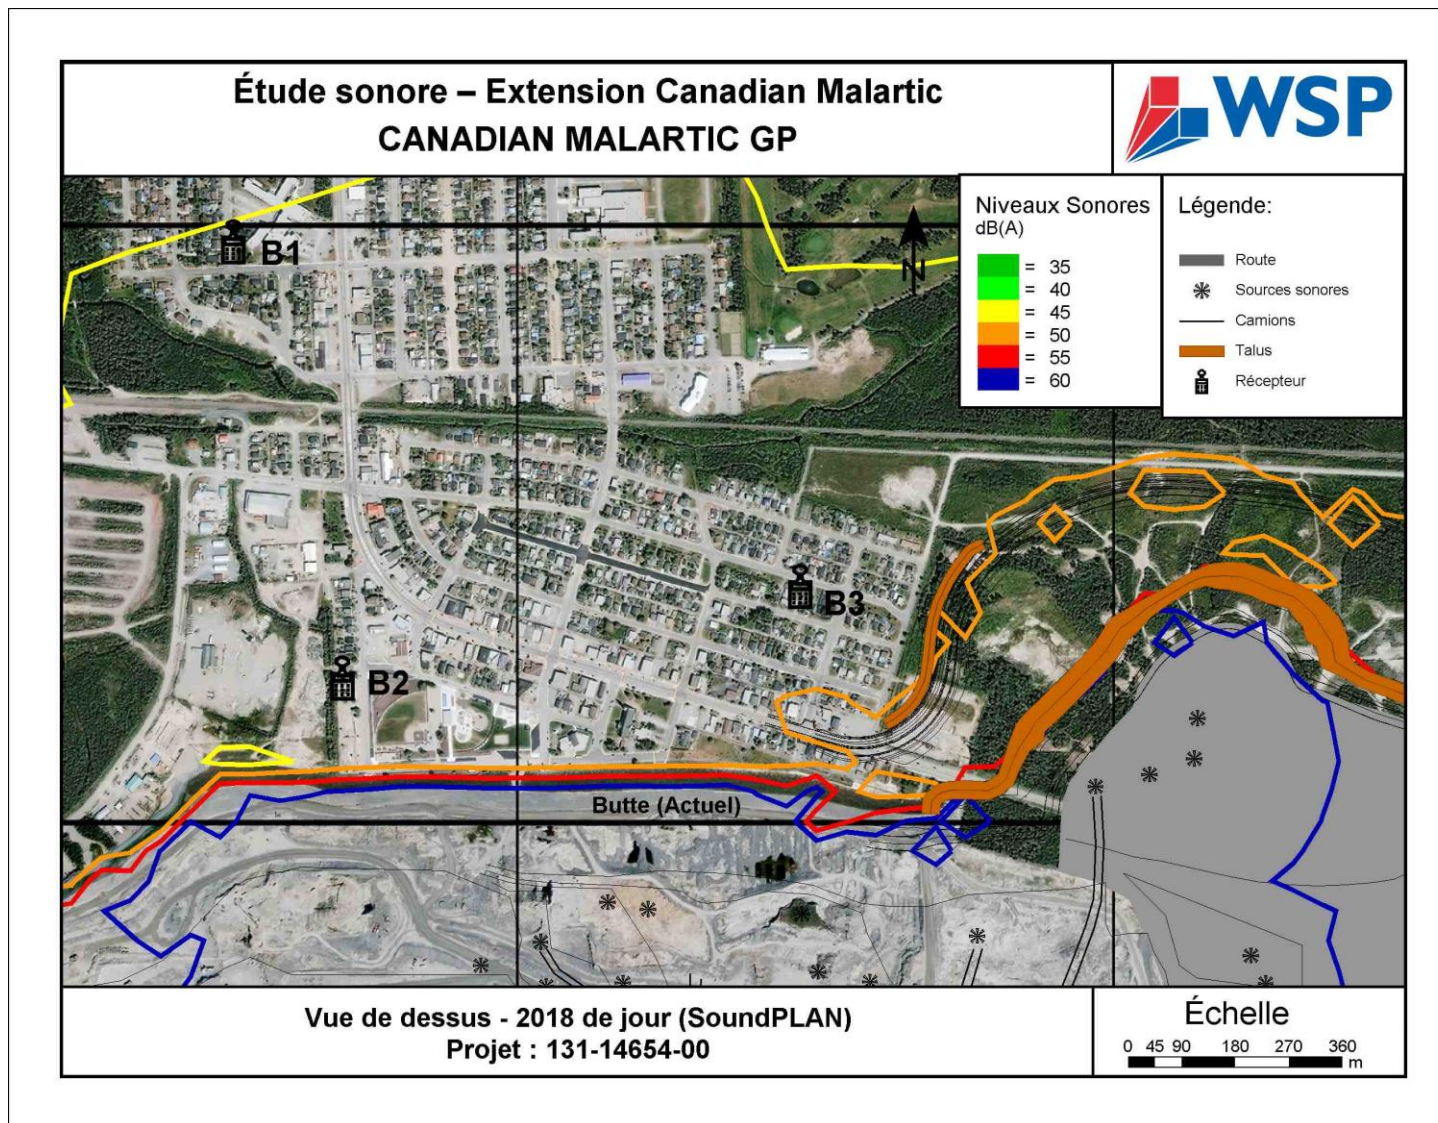 Étude sonore – Extension Canadian Malartic
CANADIAN MALARTIC GP
WSP
Niveaux Sonores
dB(A)
= 35
= 40
= 45
= 50
= 55
= 60
Légende:
Route
Sources sonores
Camions
Talus
Récepteur
N
B1
B2
B3
Butte (Actuel)
Vue de dessus - 2018 de jour (SoundPLAN)
Projet : 131-14654-00
Échelle
0 45 90 180 270 360
m